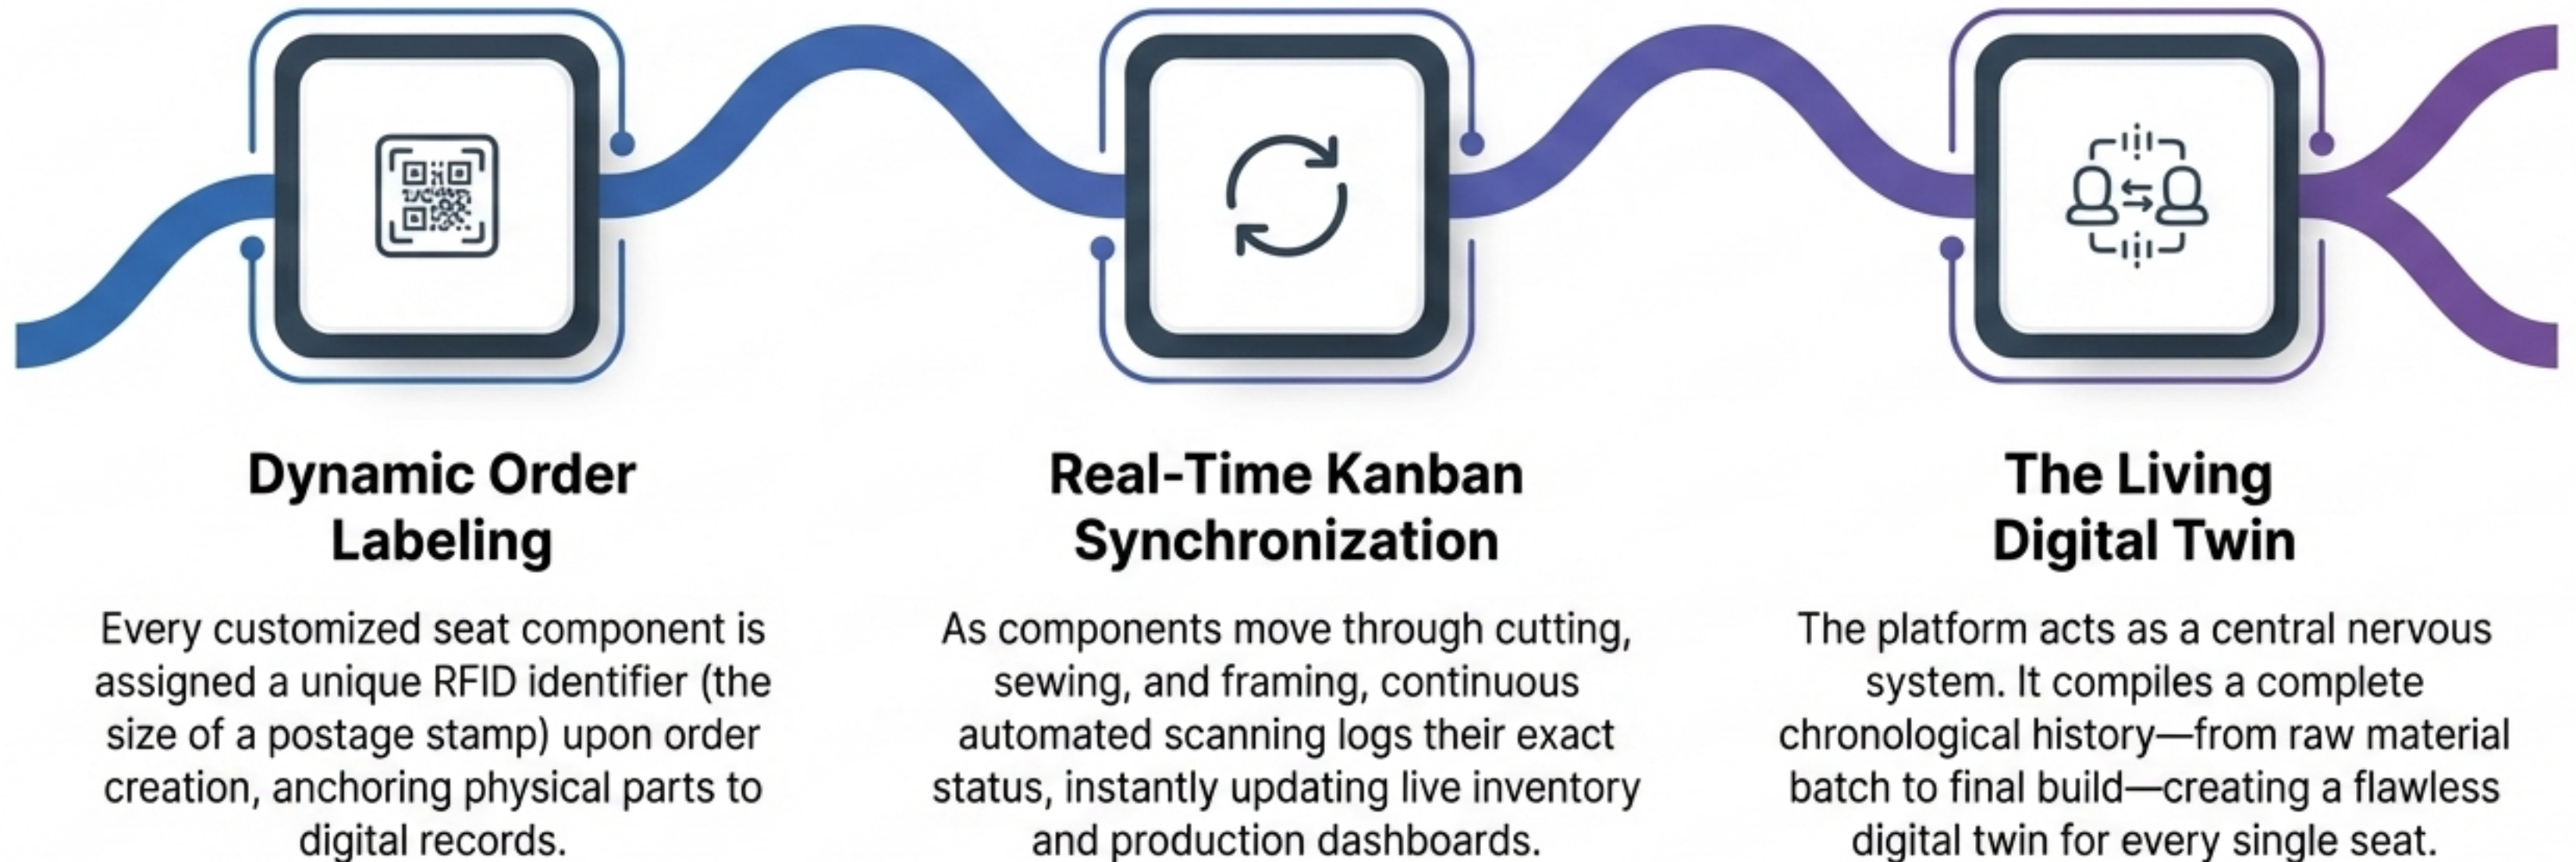 Dynamic Order
Labeling
Every customized seat component is
assigned a unique RFID identifier (the
size of a postage stamp) upon order
creation, anchoring physical parts to
digital records.
Real-Time Kanban
Synchronization
As components move through cutting,
sewing, and framing, continuous
automated scanning logs their exact
status, instantly updating live inventory
and production dashboards.
The Living
Digital Twin
The platform acts as a central nervous
system. It compiles a complete
chronological history—from raw material
batch to final build—creating a flawless
digital twin for every single seat.